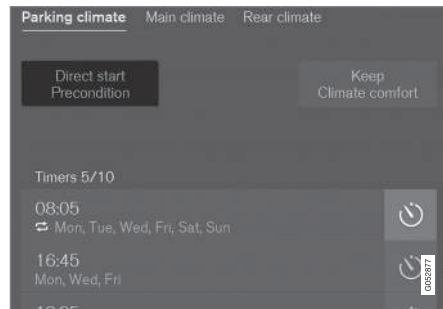 Parking climate Main climate Rear climate
Direct start
Precondition
Keep
Climate comfort
Timers 5/10
08:05
Mon, Tue, Wed, Fri, Sat, Sun
16:45
Mon, Wed, Fri
G052877